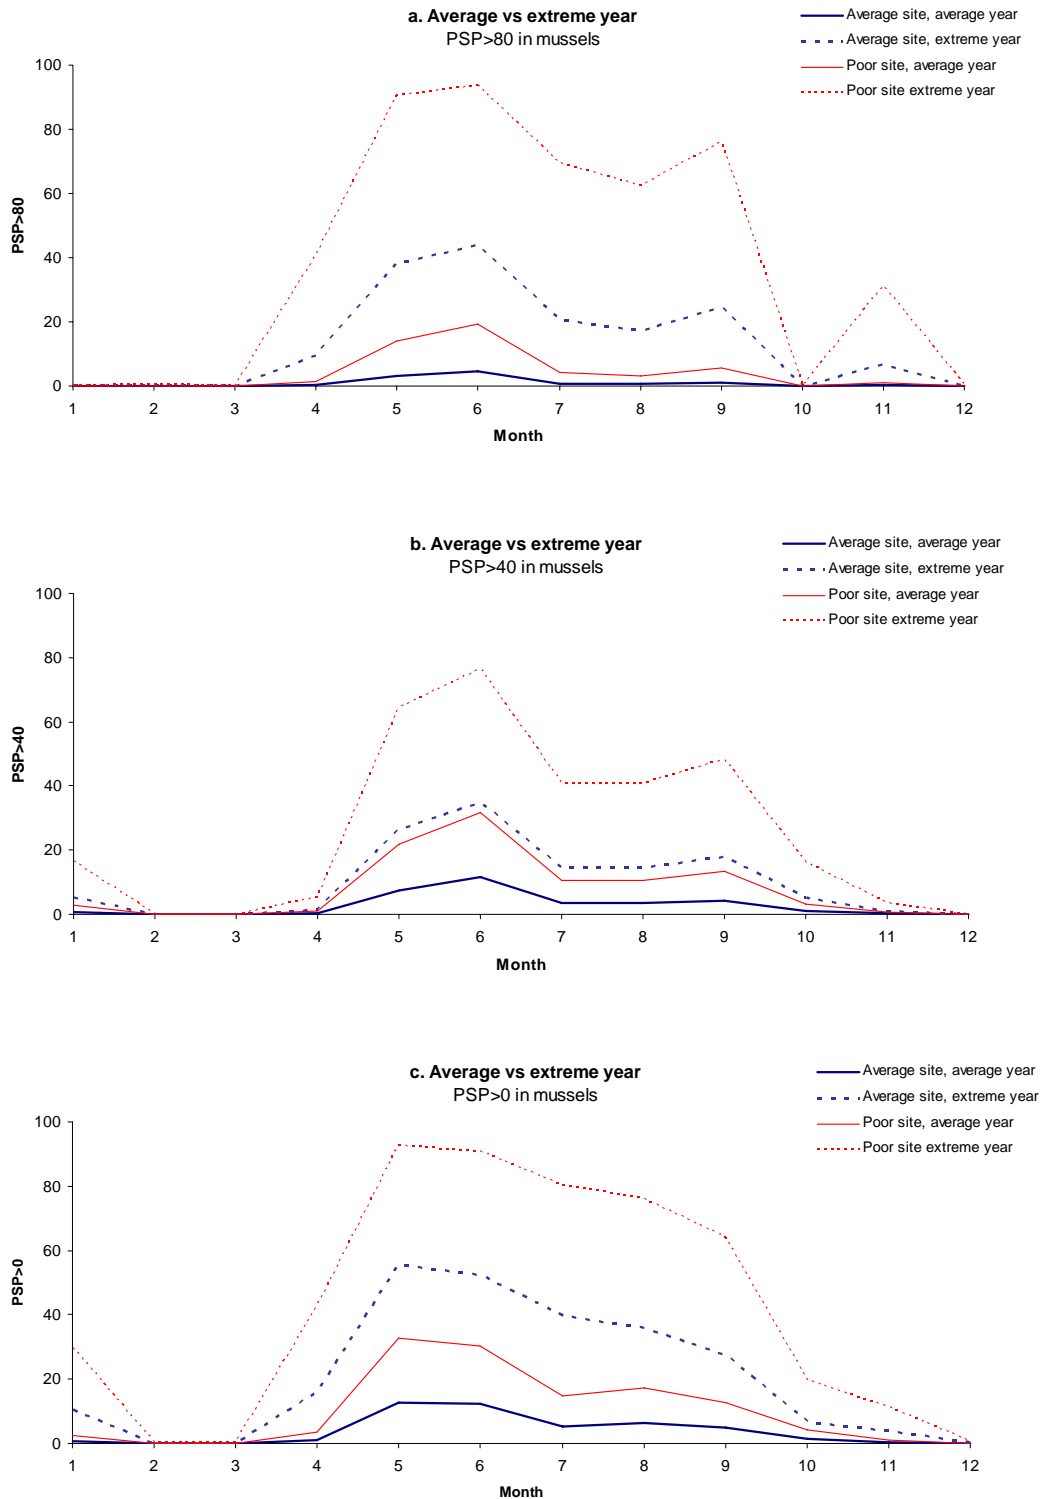 a. Average vs extreme year
PSP>80 in mussels
Average site, average year
Average site, extreme year
Poor site, average year
Poor site extreme year
100
80
60
40
20
0
PSP>80
1 2 3 4 5 6 7 8 9 10 11 12
Month
b. Average vs extreme year
PSP>40 in mussels
Average site, average year
Average site, extreme year
Poor site, average year
Poor site extreme year
100
80
60
40
20
0
PSP>40
1 2 3 4 5 6 7 8 9 10 11 12
Month
c. Average vs extreme year
PSP>0 in mussels
Average site, average year
Average site, extreme year
Poor site, average year
Poor site extreme year
100
80
60
40
20
0
PSP>0
1 2 3 4 5 6 7 8 9 10 11 12
Month